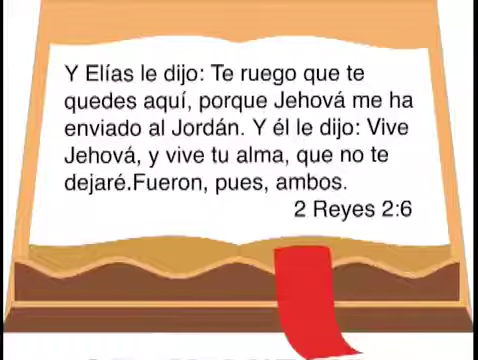 Y Elías le dijo: Te ruego que te
quedes aquí, porque Jehová me ha
enviado al Jordán. Y él le dijo: Vive
Jehová, y vive tu alma, que no te
dejaré.Fueron, pues, ambos.
2 Reyes 2:6